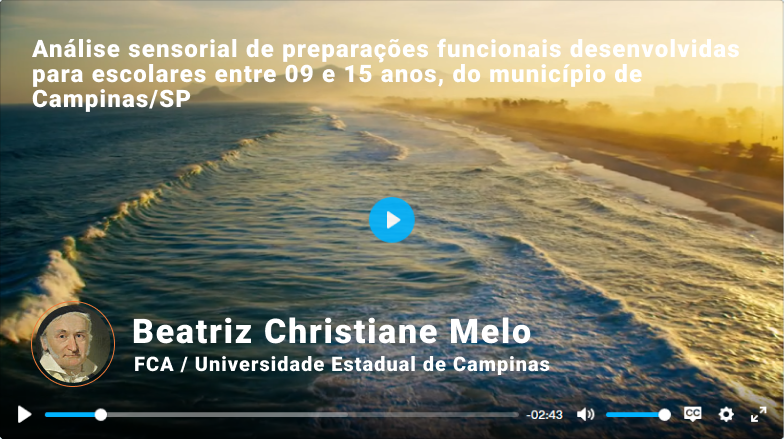 Análise sensorial de preparações funcionais desenvolvidas
para escolares entre 09 e 15 anos, do município de
Campinas/SP
Beatriz Christiane Melo
FCA / Universidade Estadual de Campinas
-02:43
CC